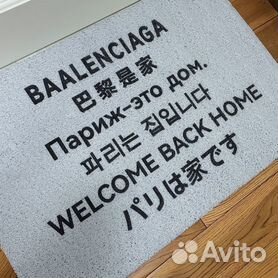 BAALENCIAGA
巴黎是家
Париж-это дом.
파리는 집입니다
WELCOME BACK HOME
パリは家です
Avito